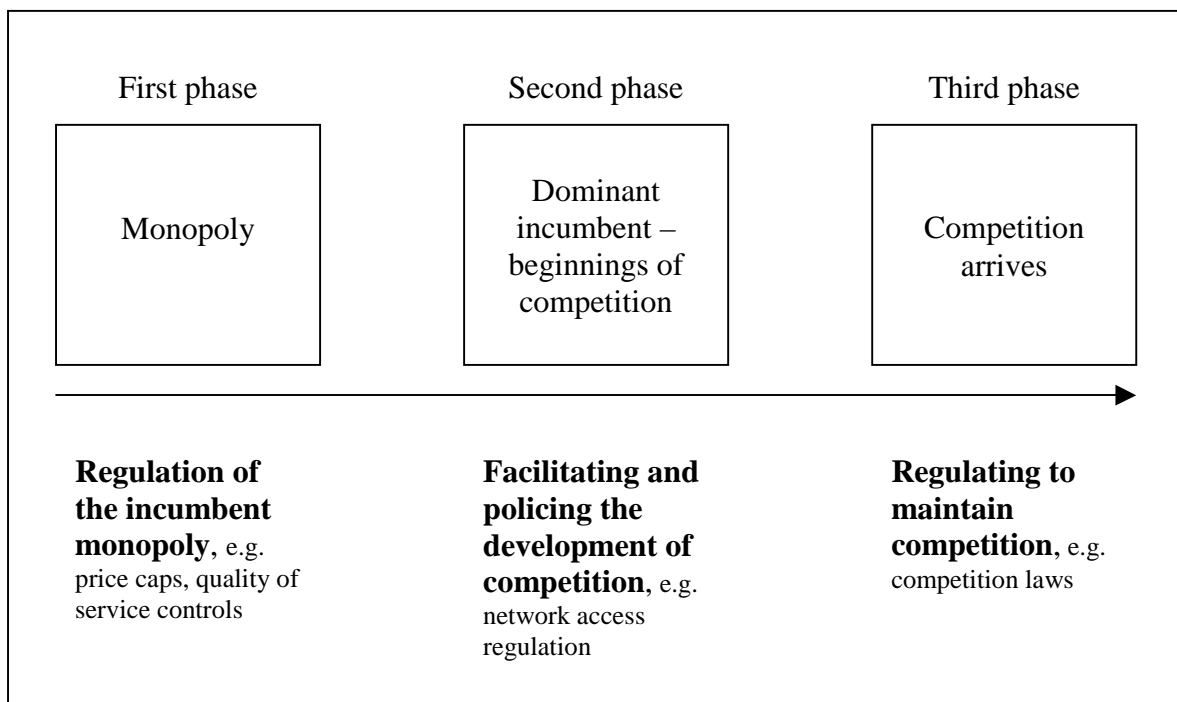 First phase
Second phase
Third phase
Monopoly
Dominant
incumbent –
beginnings of
competition
Competition
arrives
Regulation of
the incumbent
monopoly, e.g.
price caps, quality of
service controls
Facilitating and
policing the
development of
competition, e.g.
network access
regulation
Regulating to
maintain
competition, e.g.
competition laws